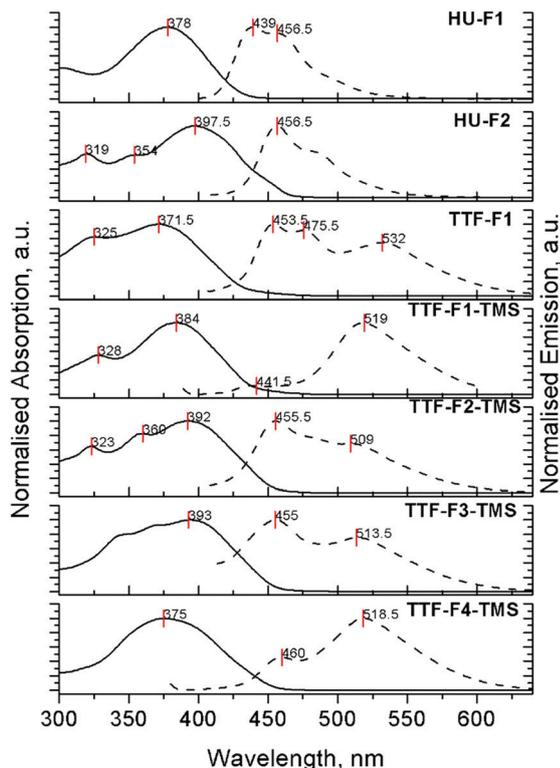 HU-F1
378
439
456.5
HU-F2
319
354
397.5
456.5
TTF-F1
325
371.5
453.5
475.5
532
TTF-F1-TMS
328
384
441.5
519
TTF-F2-TMS
323
360
392
455.5
509
TTF-F3-TMS
393
455
513.5
TTF-F4-TMS
375
460
518.5
300 350 400 450 500 550 600
Wavelength, nm
Normalised Absorption, a.u.
Normalised Emission, a.u.